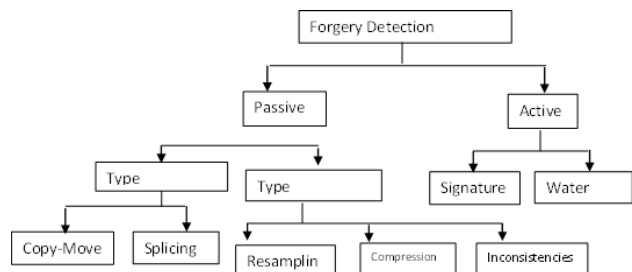 Forgery Detection
Passive
Active
Type
Type
Signature
Water
Copy-Move
Splicing
Resamplin
Compression
Inconsistencies